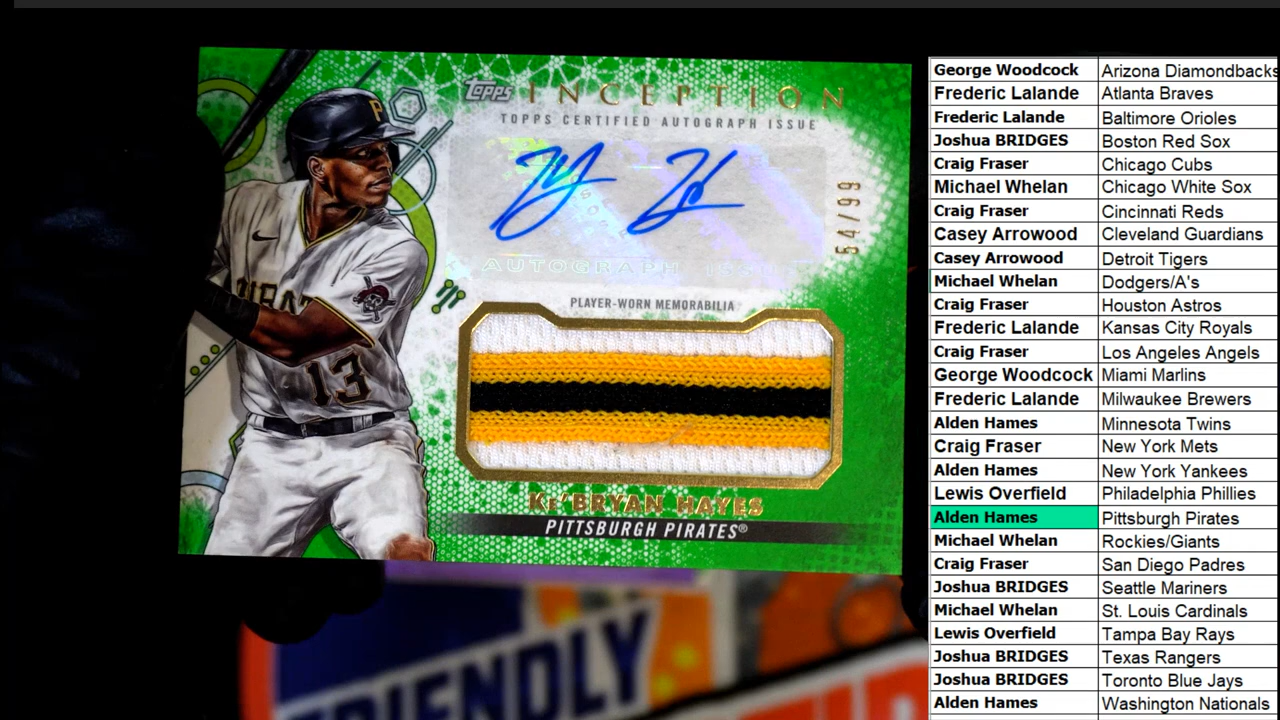 Topps INCEPTION
TOPPS CERTIFIED AUTOGRAPH ISSUE
64/99
AUTOGRAPH ISSUE
PLAYER-WORN MEMORABILIA
P
PIRAT
13
KE'BRYAN HAYES
PITTSBURGH PIRATES®
FRIENDLY
George Woodcock Arizona Diamondbacks
Frederic Lalande Atlanta Braves
Frederic Lalande Baltimore Orioles
Joshua BRIDGES Boston Red Sox
Craig Fraser Chicago Cubs
Michael Whelan Chicago White Sox
Craig Fraser Cincinnati Reds
Casey Arrowood Cleveland Guardians
Casey Arrowood Detroit Tigers
Michael Whelan Dodgers/A's
Craig Fraser Houston Astros
Frederic Lalande Kansas City Royals
Craig Fraser Los Angeles Angels
George Woodcock Miami Marlins
Frederic Lalande Milwaukee Brewers
Alden Hames Minnesota Twins
Craig Fraser New York Mets
Alden Hames New York Yankees
Lewis Overfield Philadelphia Phillies
Alden Hames Pittsburgh Pirates
Michael Whelan Rockies/Giants
Craig Fraser San Diego Padres
Joshua BRIDGES Seattle Mariners
Michael Whelan St. Louis Cardinals
Lewis Overfield Tampa Bay Rays
Joshua BRIDGES Texas Rangers
Joshua BRIDGES Toronto Blue Jays
Alden Hames Washington Nationals